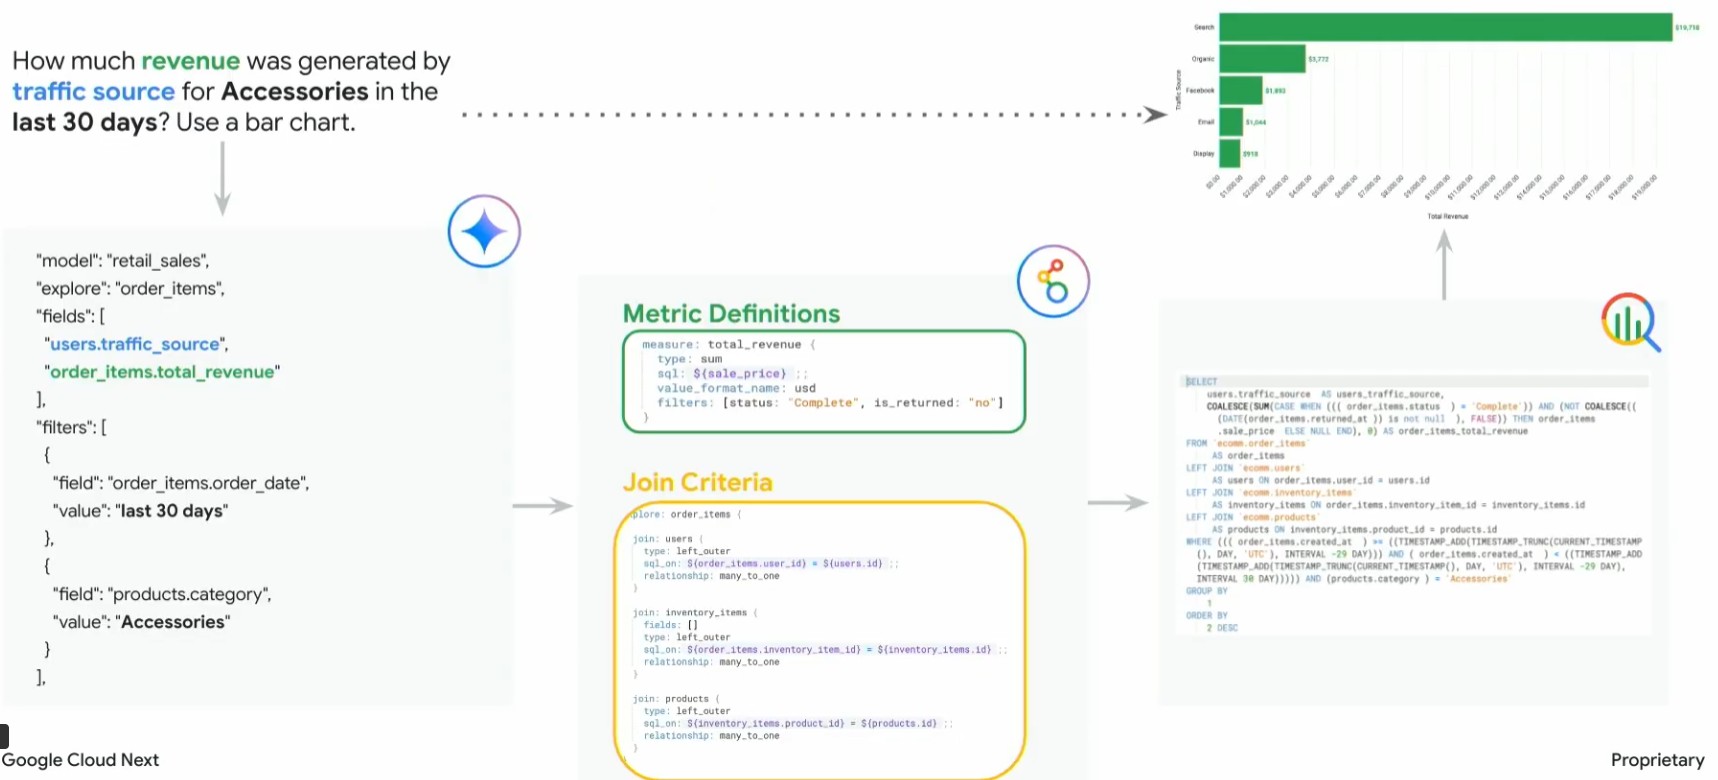 How much revenue was generated by
traffic source for Accessories in the
last 30 days? Use a bar chart.
"model": "retail_sales",
"explore": "order_items",
"fields": [
"users.traffic_source",
"order_items.total_revenue"
],
"filters": [
{
"field": "order_items.order_date",
"value": "last 30 days"
},
{
"field": "products.category",
"value": "Accessories"
}
],
Metric Definitions
measure: total_revenue {
type: sum
sql: ${sale_price} ;;
value_format_name: usd
filters: [status: "Complete", is_returned: "no"]
}
Join Criteria
plore: order_items {
join: users {
type: left_outer
sql_on: ${order_items.user_id} = ${users.id} ;;
relationship: many_to_one
}
join: inventory_items {
fields: []
type: left_outer
sql_on: ${order_items.inventory_item_id} = ${inventory_items.id} ;;
relationship: many_to_one
}
join: products {
type: left_outer
sql_on: ${inventory_items.product_id} = ${products.id} ;;
relationship: many_to_one
}
SELECT
users.traffic_source AS users_traffic_source,
COALESCE(SUM(CASE WHEN ((( order_items.status ) = 'Complete')) AND (NOT COALESCE((
(DATE(order_items.returned_at )) is not null ), FALSE)) THEN order_items
.sale_price ELSE NULL END), 0) AS order_items_total_revenue
FROM `ecomm.order_items`
AS order_items
LEFT JOIN `ecomm.users`
AS users ON order_items.user_id = users.id
LEFT JOIN `ecomm.inventory_items`
AS inventory_items ON order_items.inventory_item_id = inventory_items.id
LEFT JOIN `ecomm.products`
AS products ON inventory_items.product_id = products.id
WHERE ((( order_items.created_at ) >= ((TIMESTAMP_ADD(TIMESTAMP_TRUNC(CURRENT_TIMESTAMP
(), DAY, 'UTC'), INTERVAL -29 DAY))) AND ( order_items.created_at ) < ((TIMESTAMP_ADD
(TIMESTAMP_ADD(TIMESTAMP_TRUNC(CURRENT_TIMESTAMP(), DAY, 'UTC'), INTERVAL -29 DAY),
INTERVAL 30 DAY))))) AND (products.category ) = 'Accessories'
GROUP BY
1
ORDER BY
2 DESC
Search
Organic $3,772
Facebook
Email
Display $918
Traffic Source
$0.00 $1,000.00 $2,000.00 $3,000.00 $4,000.00 $5,000.00 $6,000.00 $7,000.00 $8,000.00 $9,000.00 $10,000.00 $11,000.00 $12,000.00 $13,000.00 $14,000.00 $15,000.00 $16,000.00 $17,000.00 $18,000.00 $19,000.00
Total Revenue
Google Cloud Next
Proprietary